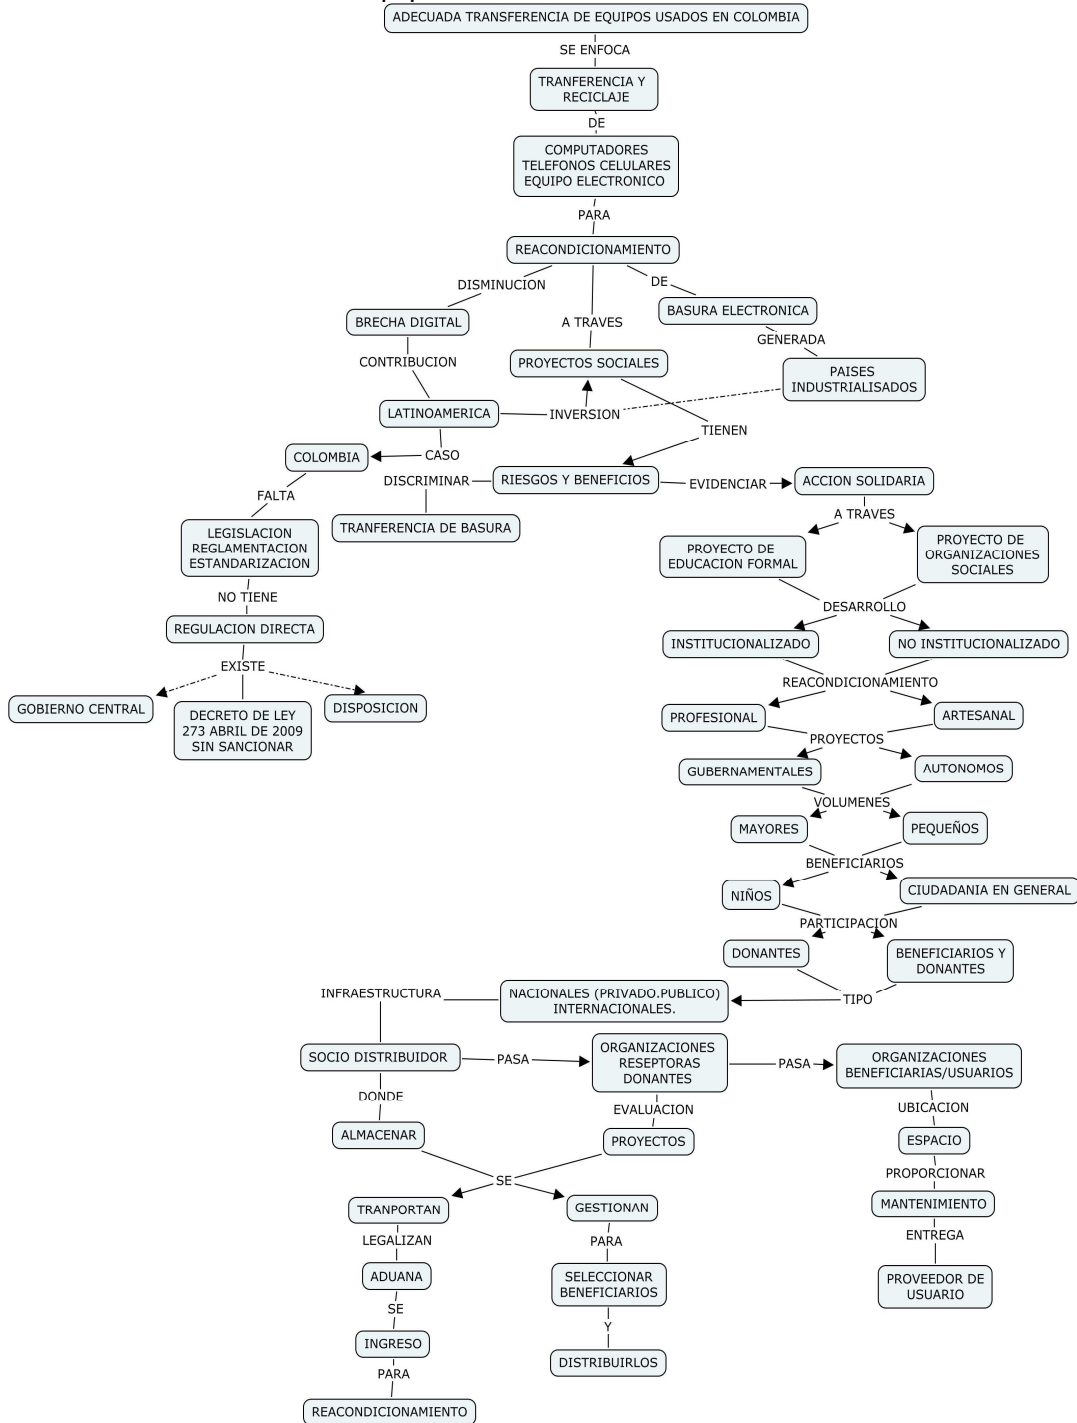 ADECUADA TRANSFERENCIA DE EQUIPOS USADOS EN COLOMBIA
SE ENFOCA
TRANFERENCIA Y
RECICLAJE
DE
COMPUTADORES
TELEFONOS CELULARES
EQUIPO ELECTRONICO
PARA
REACONDICIONAMIENTO
DISMINUCION
DE
BASURA ELECTRONICA
BRECHA DIGITAL
A TRAVES
GENERADA
CONTRIBUCION
PROYECTOS SOCIALES
PAISES
INDUSTRIALISADOS
LATINOAMERICA
INVERSION
TIENEN
COLOMBIA
CASO
DISCRIMINAR
RIESGOS Y BENEFICIOS
EVIDENCIAR
ACCION SOLIDARIA
FALTA
TRANFERENCIA DE BASURA
A TRAVES
LEGISLACION
REGLAMENTACION
ESTANDARIZACION
PROYECTO DE
EDUCACION FORMAL
PROYECTO DE
ORGANIZACIONES
SOCIALES
NO TIENE
DESARROLLO
REGULACION DIRECTA
INSTITUCIONALIZADO
NO INSTITUCIONALIZADO
EXISTE
REACONDICIONAMIENTO
GOBIERNO CENTRAL
DECRETO DE LEY
273 ABRIL DE 2009
SIN SANCIONAR
DISPOSICION
PROFESIONAL
ARTESANAL
PROYECTOS
GUBERNAMENTALES
AUTONOMOS
VOLUMENES
MAYORES
PEQUEÑOS
BENEFICIARIOS
NIÑOS
CIUDADANIA EN GENERAL
PARTICIPACION
DONANTES
BENEFICIARIOS Y
DONANTES
INFRAESTRUCTURA
NACIONALES (PRIVADO.PUBLICO)
INTERNACIONALES.
TIPO
SOCIO DISTRIBUIDOR
PASA
ORGANIZACIONES
RESEPTORAS
DONANTES
PASA
ORGANIZACIONES
BENEFICIARIAS/USUARIOS
DONDE
EVALUACION
UBICACION
ALMACENAR
PROYECTOS
ESPACIO
SE
PROPORCIONAR
TRANPORTAN
GESTIONAN
MANTENIMIENTO
LEGALIZAN
PARA
ENTREGA
ADUANA
SELECCIONAR
BENEFICIARIOS
PROVEEDOR DE
USUARIO
SE
Y
INGRESO
DISTRIBUIRLOS
PARA
REACONDICIONAMIENTO